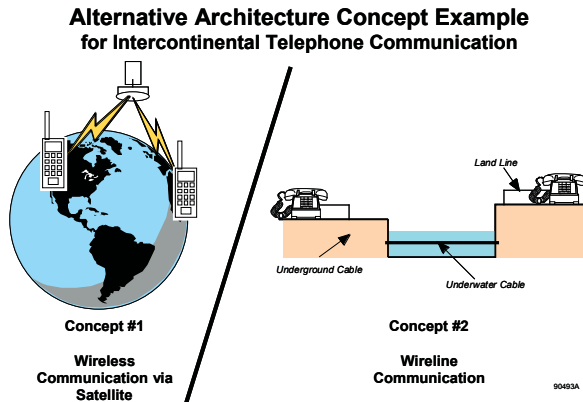 Alternative Architecture Concept Example
for Intercontinental Telephone Communication
Land Line
Underground Cable
Underwater Cable
Concept #1
Wireless
Communication via
Satellite
Concept #2
Wireline
Communication
90493A